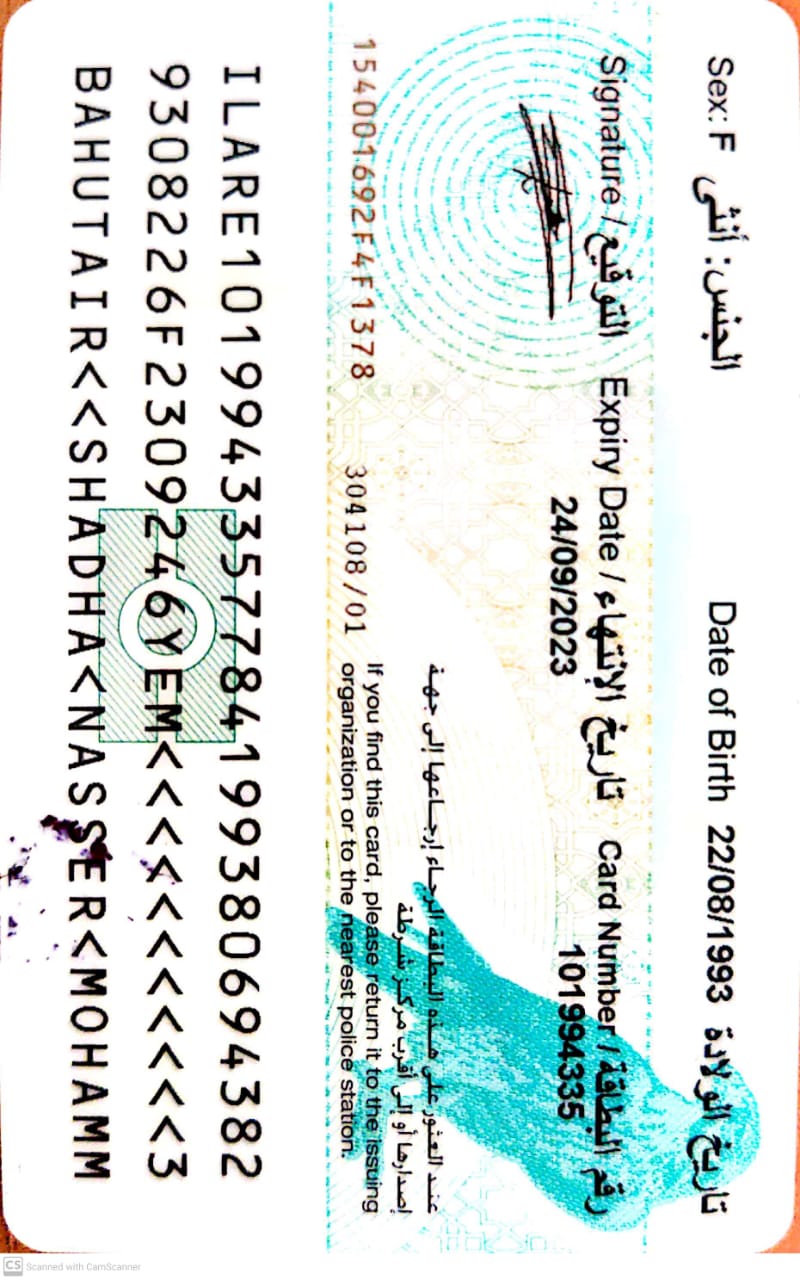 Sex: F الجنس: أنثى Date of Birth 22/08/1993 تاريخ الولادة
Signature / التوقيع Expiry Date / تاريخ الإنتهاء Card Number / رقم البطاقة
24/09/2023 101994335
عند العثور على هذه البطاقة الرجاء إرجاعها إلى جهة
إصدارها أو إلى أقرب مركز شرطة
If you find this card, please return it to the issuing
organization or to the nearest police station.
154001692F4F1378 304108/01
ILARE1019943357784199380694382
9308226F2309246YEM<<<<<<<<<<<3
BAHUTAIR<<SHADHA<NASSER<MOHAMM
CS Scanned with CamScanner